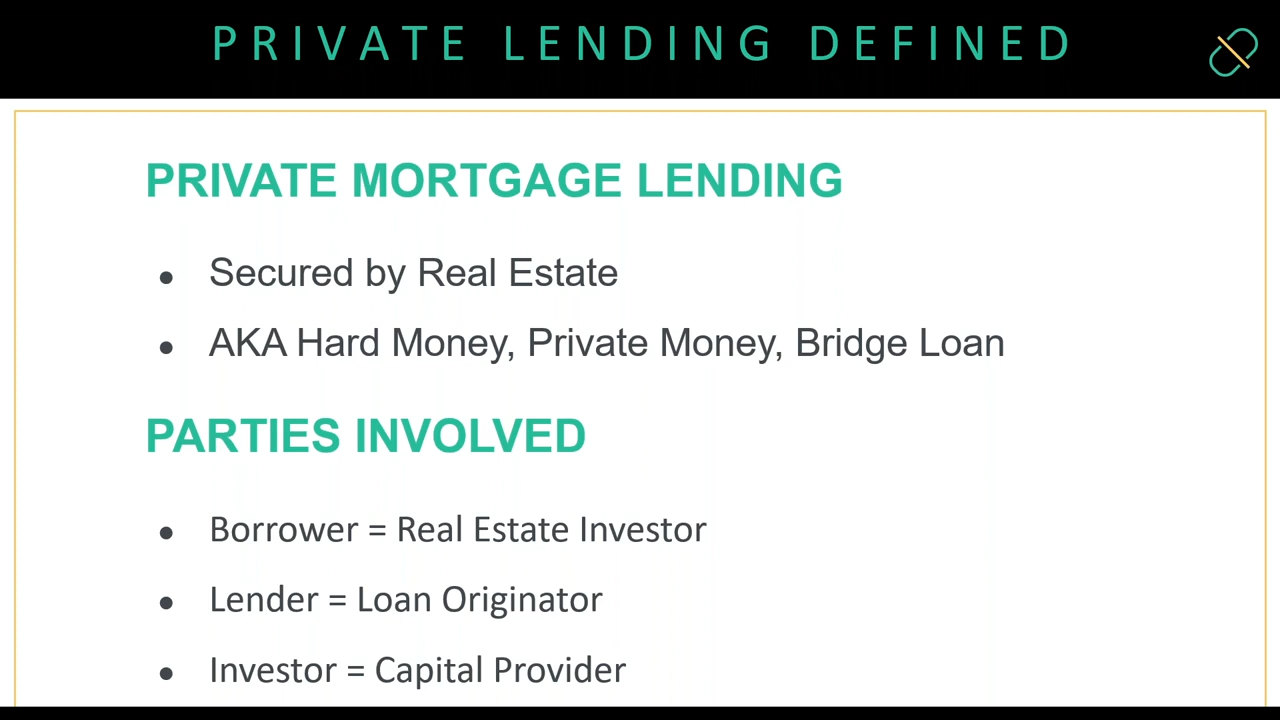 PRIVATE LENDING DEFINED
PRIVATE MORTGAGE LENDING
● Secured by Real Estate
● AKA Hard Money, Private Money, Bridge Loan
PARTIES INVOLVED
● Borrower = Real Estate Investor
● Lender = Loan Originator
● Investor = Capital Provider